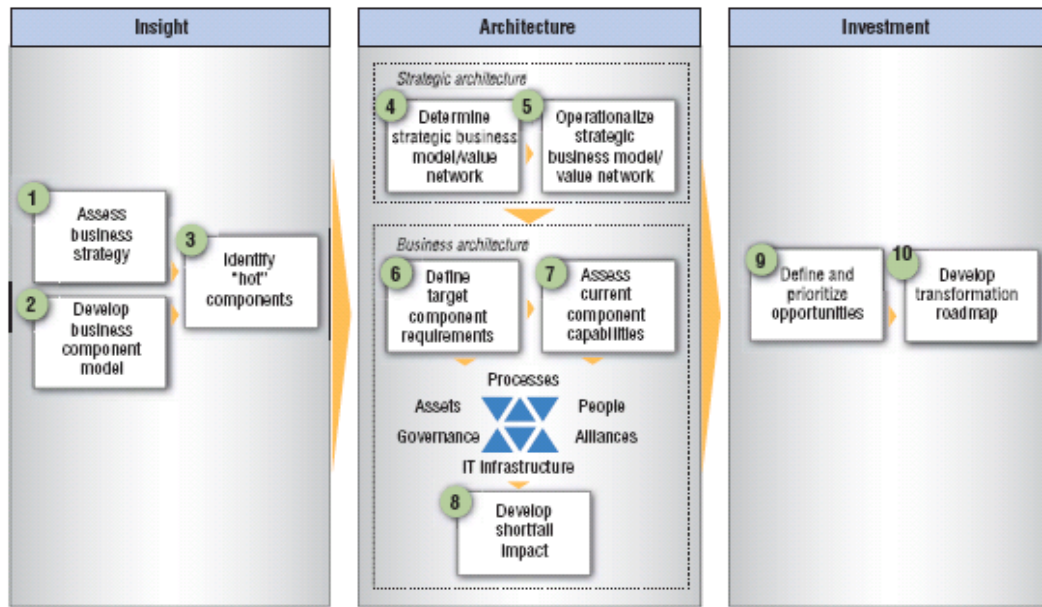 Insight
1
Assess
business
strategy
2
Develop
business
component
model
3
Identify
"hot"
components
Architecture
Strategic architecture
4
Determine
strategic business
model/value
network
5
Operationalize
strategic
business model/
value network
Business architecture
6
Define
target
component
requirements
7
Assess
current
component
capabilities
Processes
Assets
People
Governance
Alliances
IT Infrastructure
8
Develop
shortfall
impact
Investment
9
Define and
prioritize
opportunities
10
Develop
transformation
roadmap